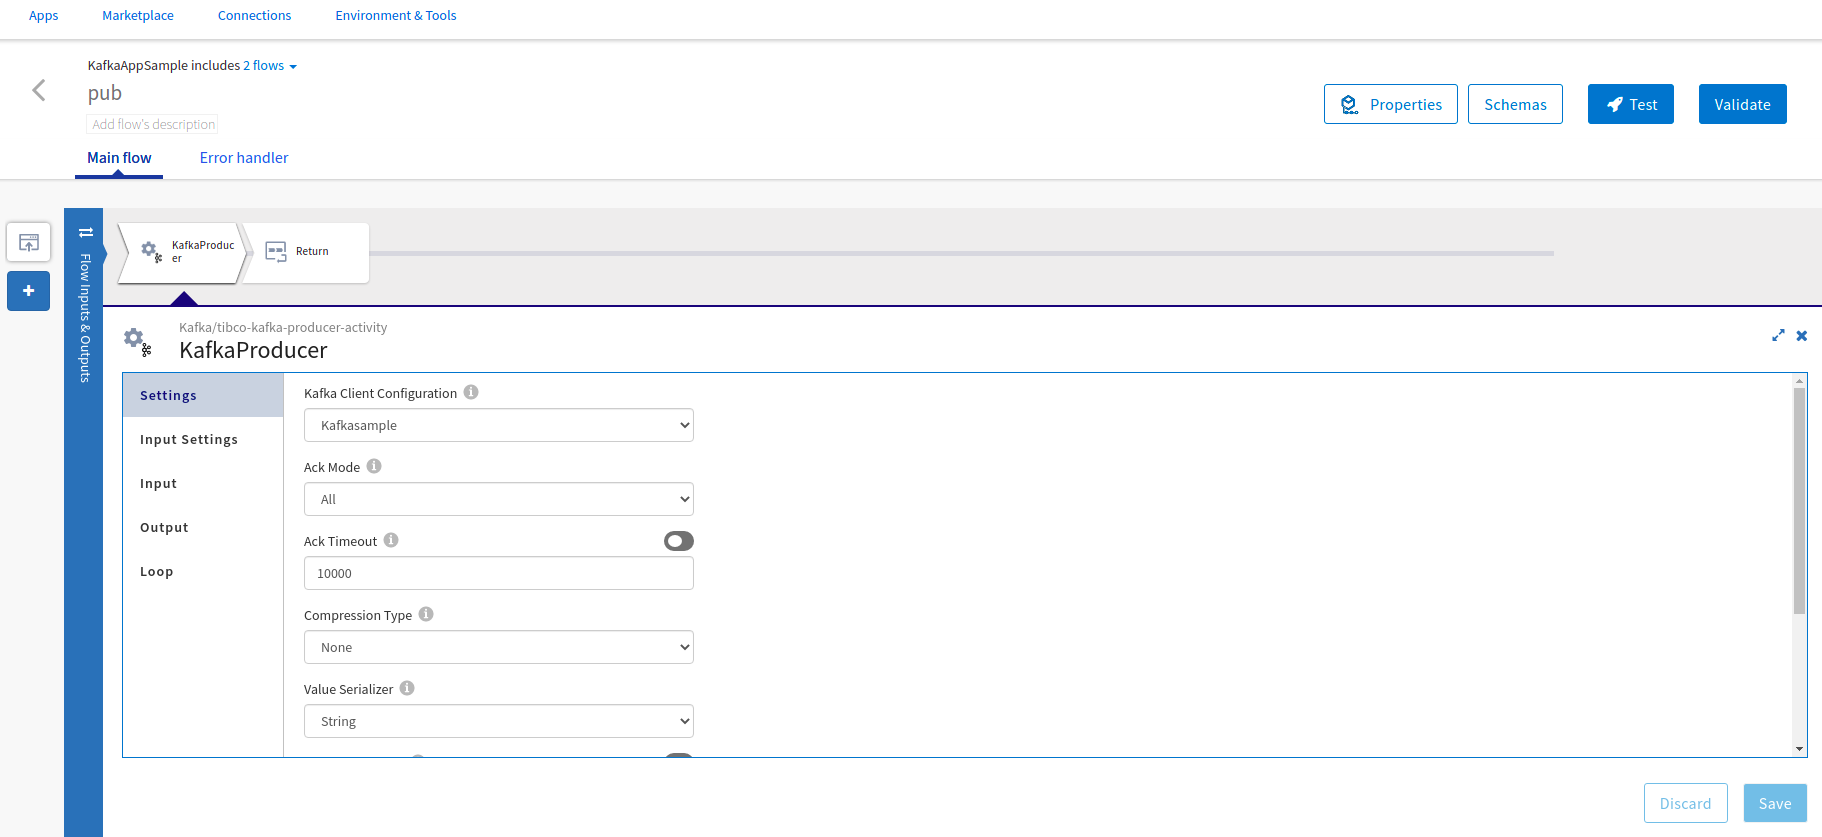 Apps Marketplace Connections Environment & Tools
KafkaAppSample includes 2 flows
pub
Add flow's description
Properties Schemas Test Validate
Main flow Error handler
Flow Inputs & Outputs
KafkaProduc
er
Return
Kafka/tibco-kafka-producer-activity
KafkaProducer
Settings
Input Settings
Input
Output
Loop
Kafka Client Configuration
Kafkasample
Ack Mode
All
Ack Timeout
10000
Compression Type
None
Value Serializer
String
Discard Save